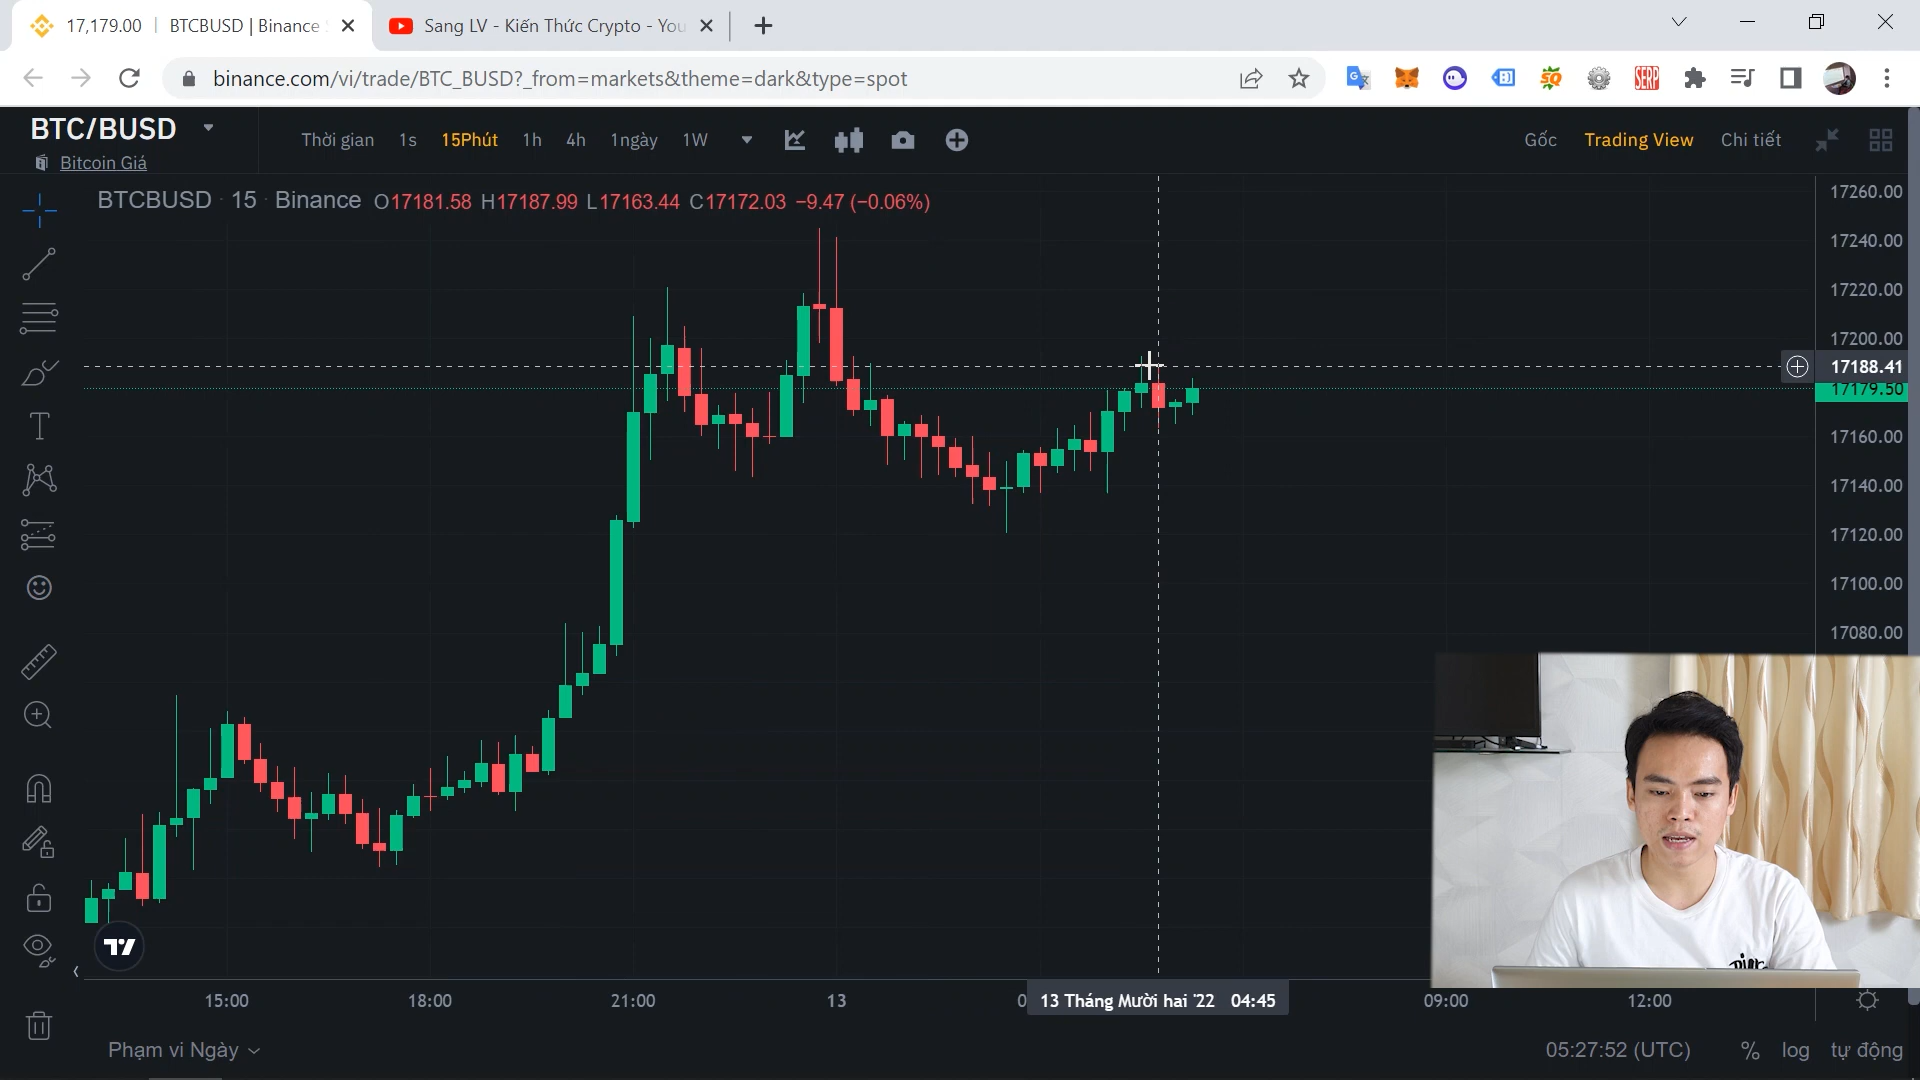 17,179.00 | BTCBUSD | Binance
Sang LV - Kiến Thức Crypto - You
binance.com/vi/trade/BTC_BUSD?_from=markets&theme=dark&type=spot
SERP
BTC/BUSD
Bitcoin Giá
Thời gian 1s 15Phút 1h 4h 1ngày 1W
Gốc Trading View Chi tiết
BTCBUSD · 15 · Binance O17181.58 H17187.99 L17163.44 C17172.03 −9.47 (−0.06%)
17260.00
17240.00
17220.00
17200.00
17188.41
17179.50
17160.00
17140.00
17120.00
17100.00
17080.00
15:00 18:00 21:00 13 0 13 Tháng Mười hai '22 04:45 09:00 12:00
Phạm vi Ngày
05:27:52 (UTC) % log tự động